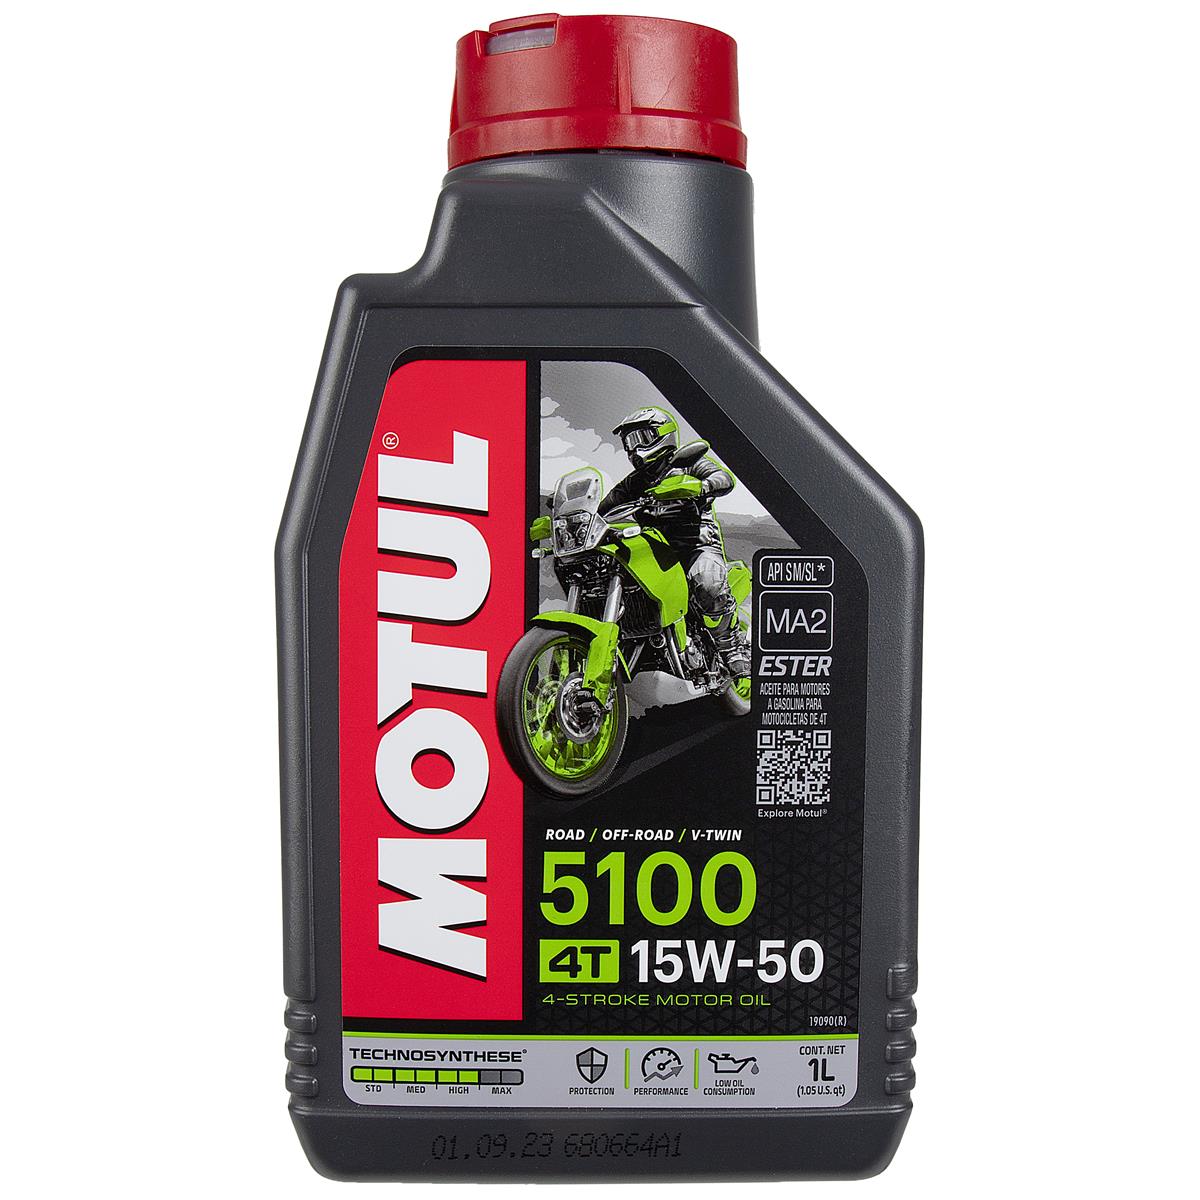 MOTUL®
API SM/SL*
MA2
ESTER
ACEITE PARA MOTORES
A GASOLINA PARA
MOTOCICLETAS DE 4T
Explore Motul®
ROAD / OFF-ROAD / V-TWIN
5100
4T 15W-50
4-STROKE MOTOR OIL
19090(R)
TECHNOSYNTHESE®
STD MED HIGH MAX
PROTECTION
PERFORMANCE
LOW OIL
CONSUMPTION
CONT. NET
1L
(1.05 U.S. qt)
01.09.23 680664A1